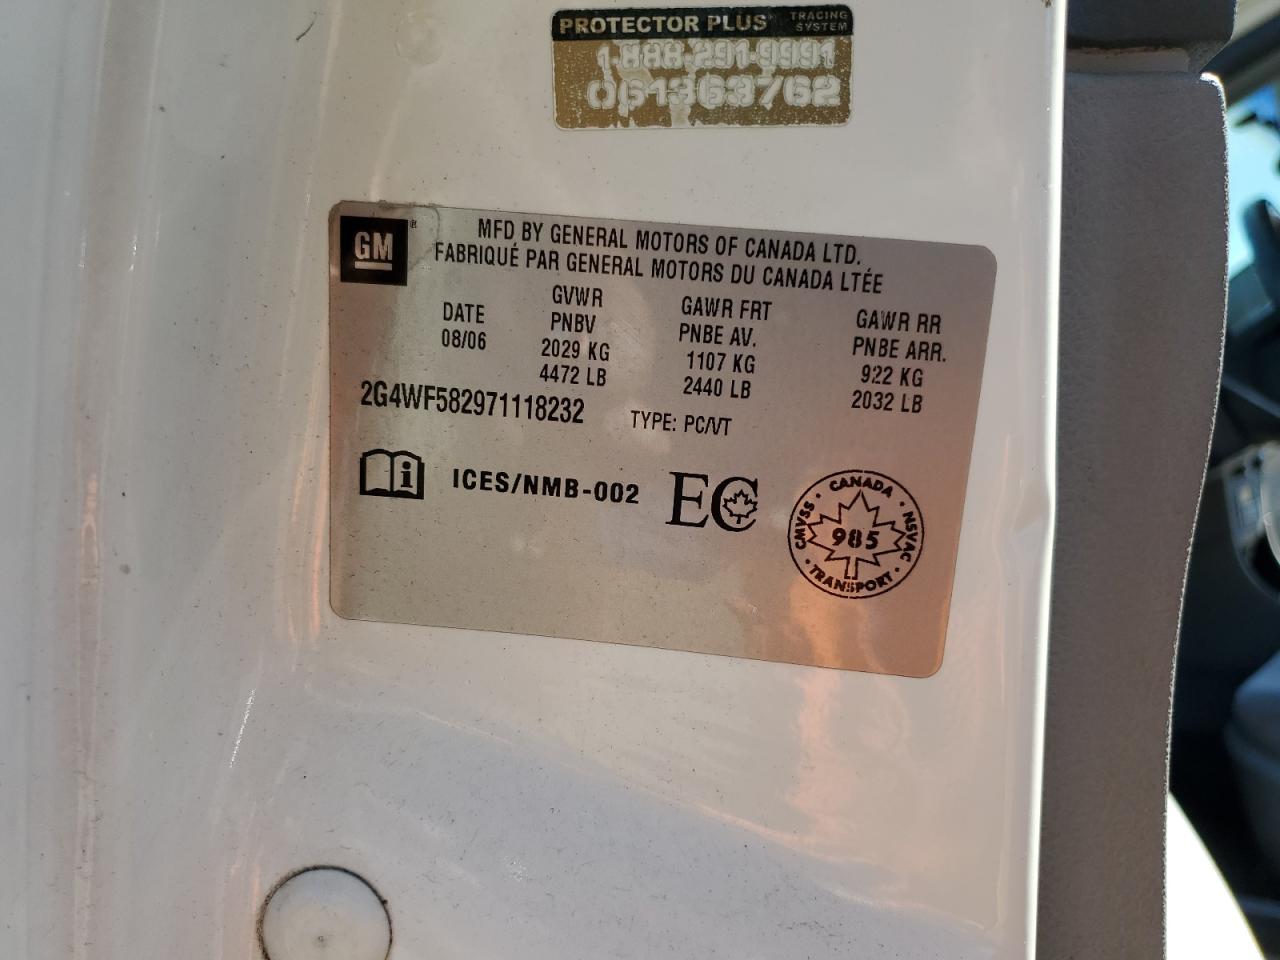 PROTECTOR PLUS TRACING SYSTEM
1-888-291-9991
061363762
GM
MFD BY GENERAL MOTORS OF CANADA LTD.
FABRIQUÉ PAR GENERAL MOTORS DU CANADA LTÉE
DATE GVWR GAWR FRT GAWR RR
PNBV PNBE AV. PNBE ARR.
08/06 2029 KG 1107 KG 922 KG
4472 LB 2440 LB 2032 LB
2G4WF582971118232 TYPE: PC/VT
ICES/NMB-002 EC
CANADA
CMVSS 985 NSVAC
TRANSPORT